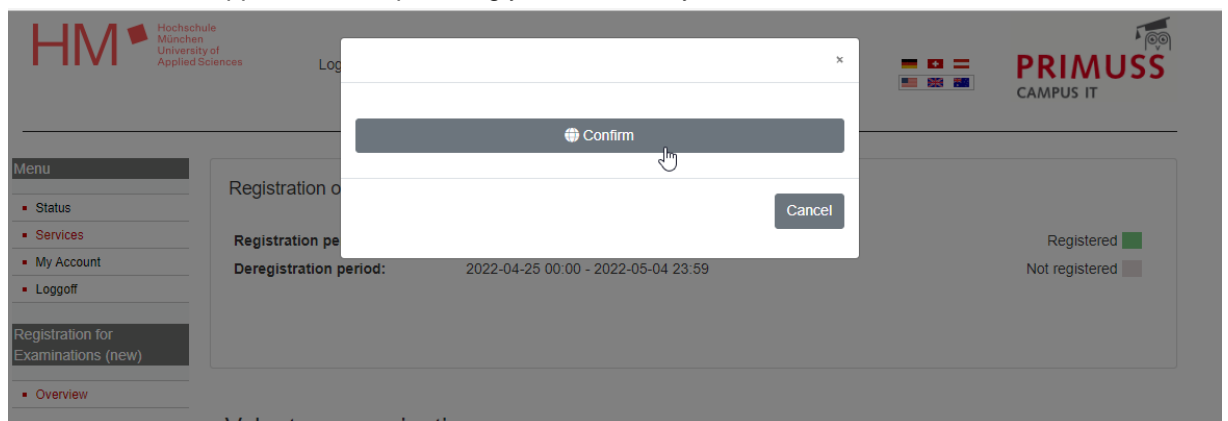 HM
Hochschule
München
University of
Applied Sciences
Log
×
PRIMUSS
CAMPUS IT
Confirm
Cancel
Menu
Status
Services
My Account
Loggoff
Registration for
Examinations (new)
Overview
Registration o
Registration pe
Registered
Deregistration period: 2022-04-25 00:00 - 2022-05-04 23:59
Not registered